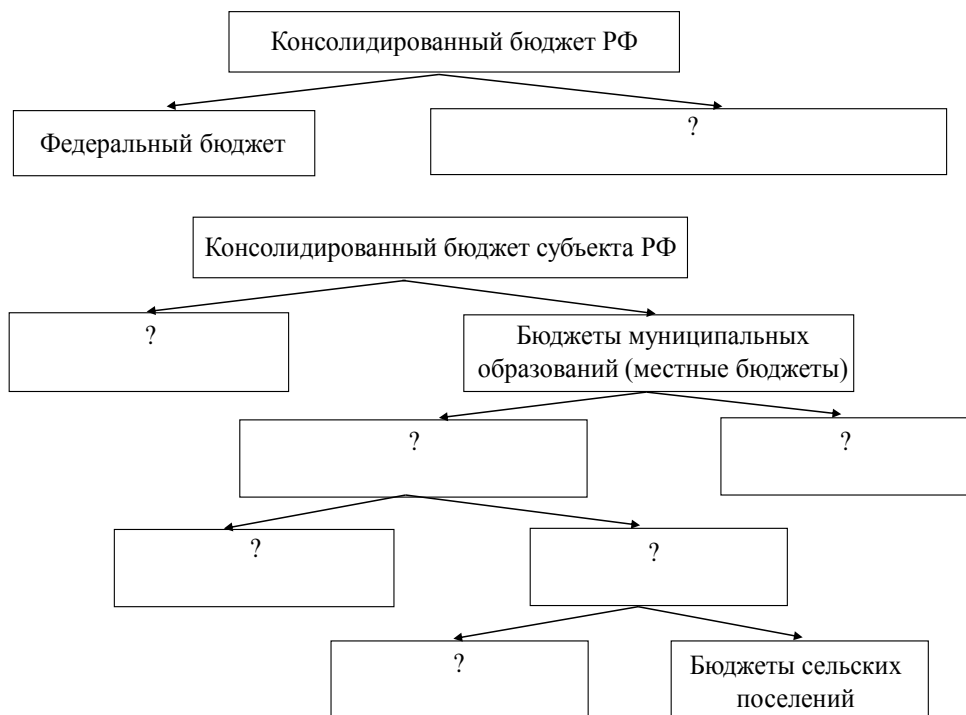 Консолидированный бюджет РФ
Федеральный бюджет
?
Консолидированный бюджет субъекта РФ
?
Бюджеты муниципальных
образований (местные бюджеты)
?
?
?
?
?
Бюджеты сельских
поселений